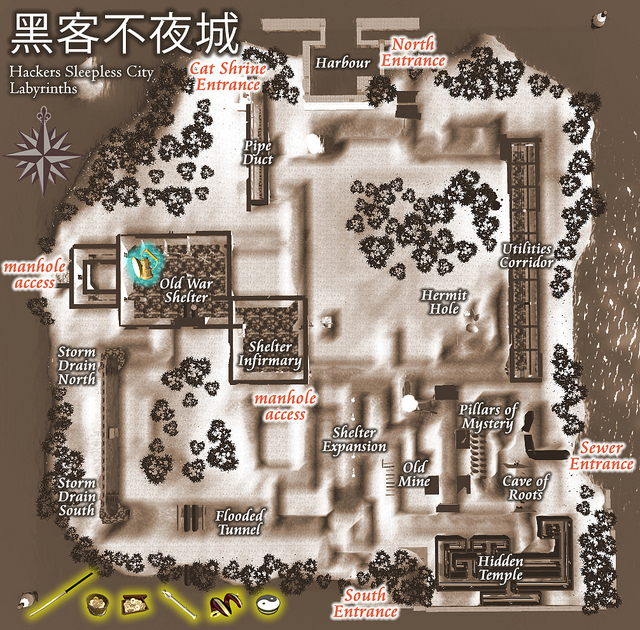 黑客不夜城
Hackers Sleepless City
Labyrinths
Harbour
North
Entrance
Cat Shrine
Entrance
Pipe
Duct
Utilities
Corridor
manhole
access
Old War
Shelter
Hermit
Hole
Shelter
Infirmary
Storm
Drain
North
manhole
access
Pillars of
Mystery
Shelter
Expansion
Sewer
Entrance
Old
Mine
Cave of
Roots
Storm
Drain
South
Flooded
Tunnel
Hidden
Temple
South
Entrance